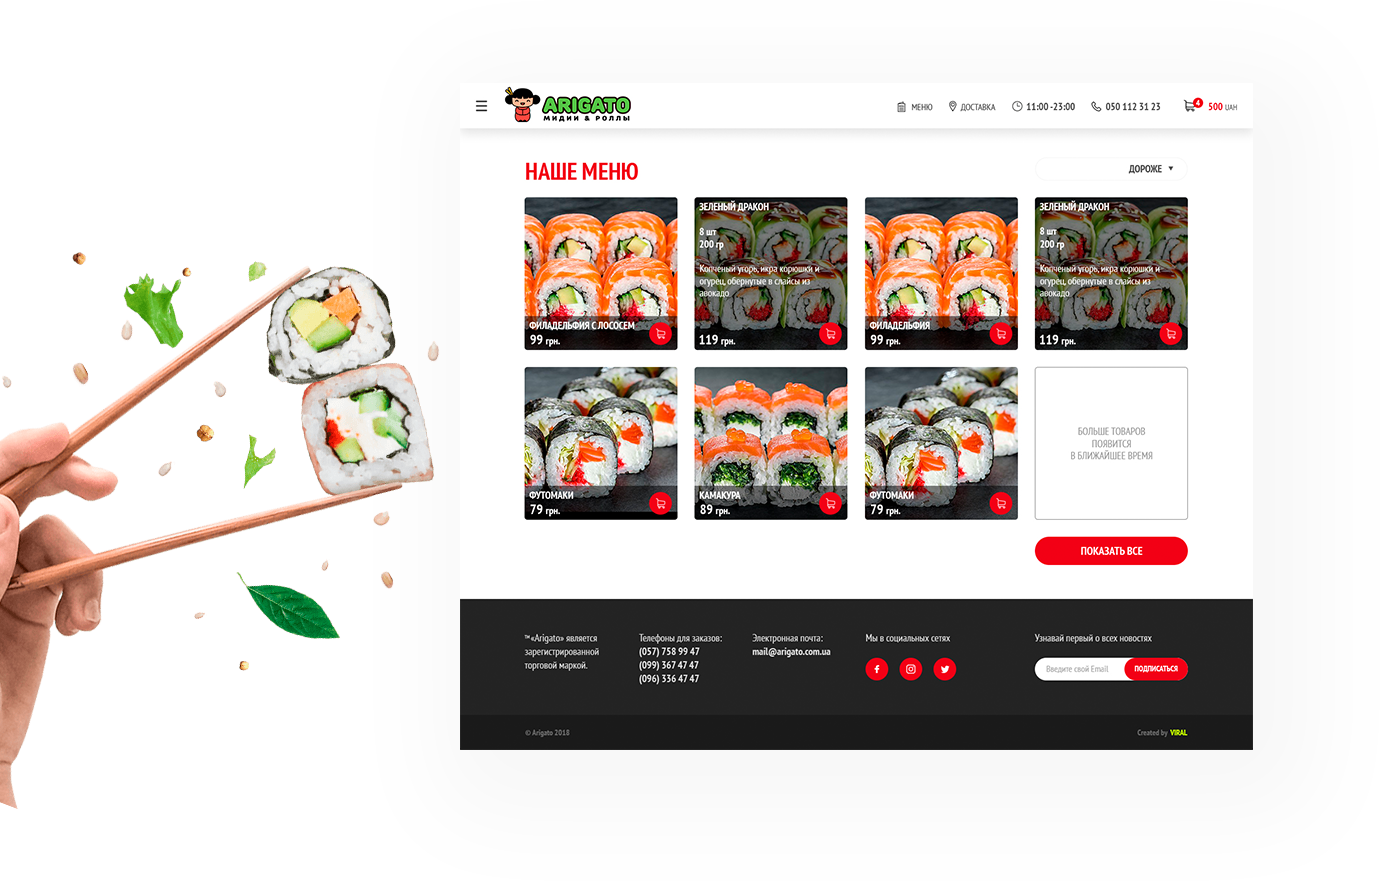 ARIGATO
МИДИИ & РОЛЛЫ
МЕНЮ
ДОСТАВКА
11:00 -23:00
050 112 31 23
4
500 UAH
НАШЕ МЕНЮ
ДОРОЖЕ
ФИЛАДЕЛЬФИЯ С ЛОСОСЕМ
99 грн.
ЗЕЛЕНЫЙ ДРАКОН
8 шт
200 гр
Копченый угорь, икра корюшки и
огурец, обернутые в слайсы из
авокадо
119 грн.
ФИЛАДЕЛЬФИЯ
99 грн.
ЗЕЛЕНЫЙ ДРАКОН
8 шт
200 гр
Копченый угорь, икра корюшки и
огурец, обернутые в слайсы из
авокадо
119 грн.
ФУТОМАКИ
79 грн.
КАМАКУРА
89 грн.
ФУТОМАКИ
79 грн.
БОЛЬШЕ ТОВАРОВ
ПОЯВИТСЯ
В БЛИЖАЙШЕЕ ВРЕМЯ
ПОКАЗАТЬ ВСЕ
™«Arigato» является
зарегистрированной
торговой маркой.
Телефоны для заказов:
(057) 758 99 47
(099) 367 47 47
(096) 336 47 47
Электронная почта:
mail@arigato.com.ua
Мы в социальных сетях
Узнавай первый о всех новостях
Введите свой Email
ПОДПИСАТЬСЯ
© Arigato 2018
Created by VIRAL